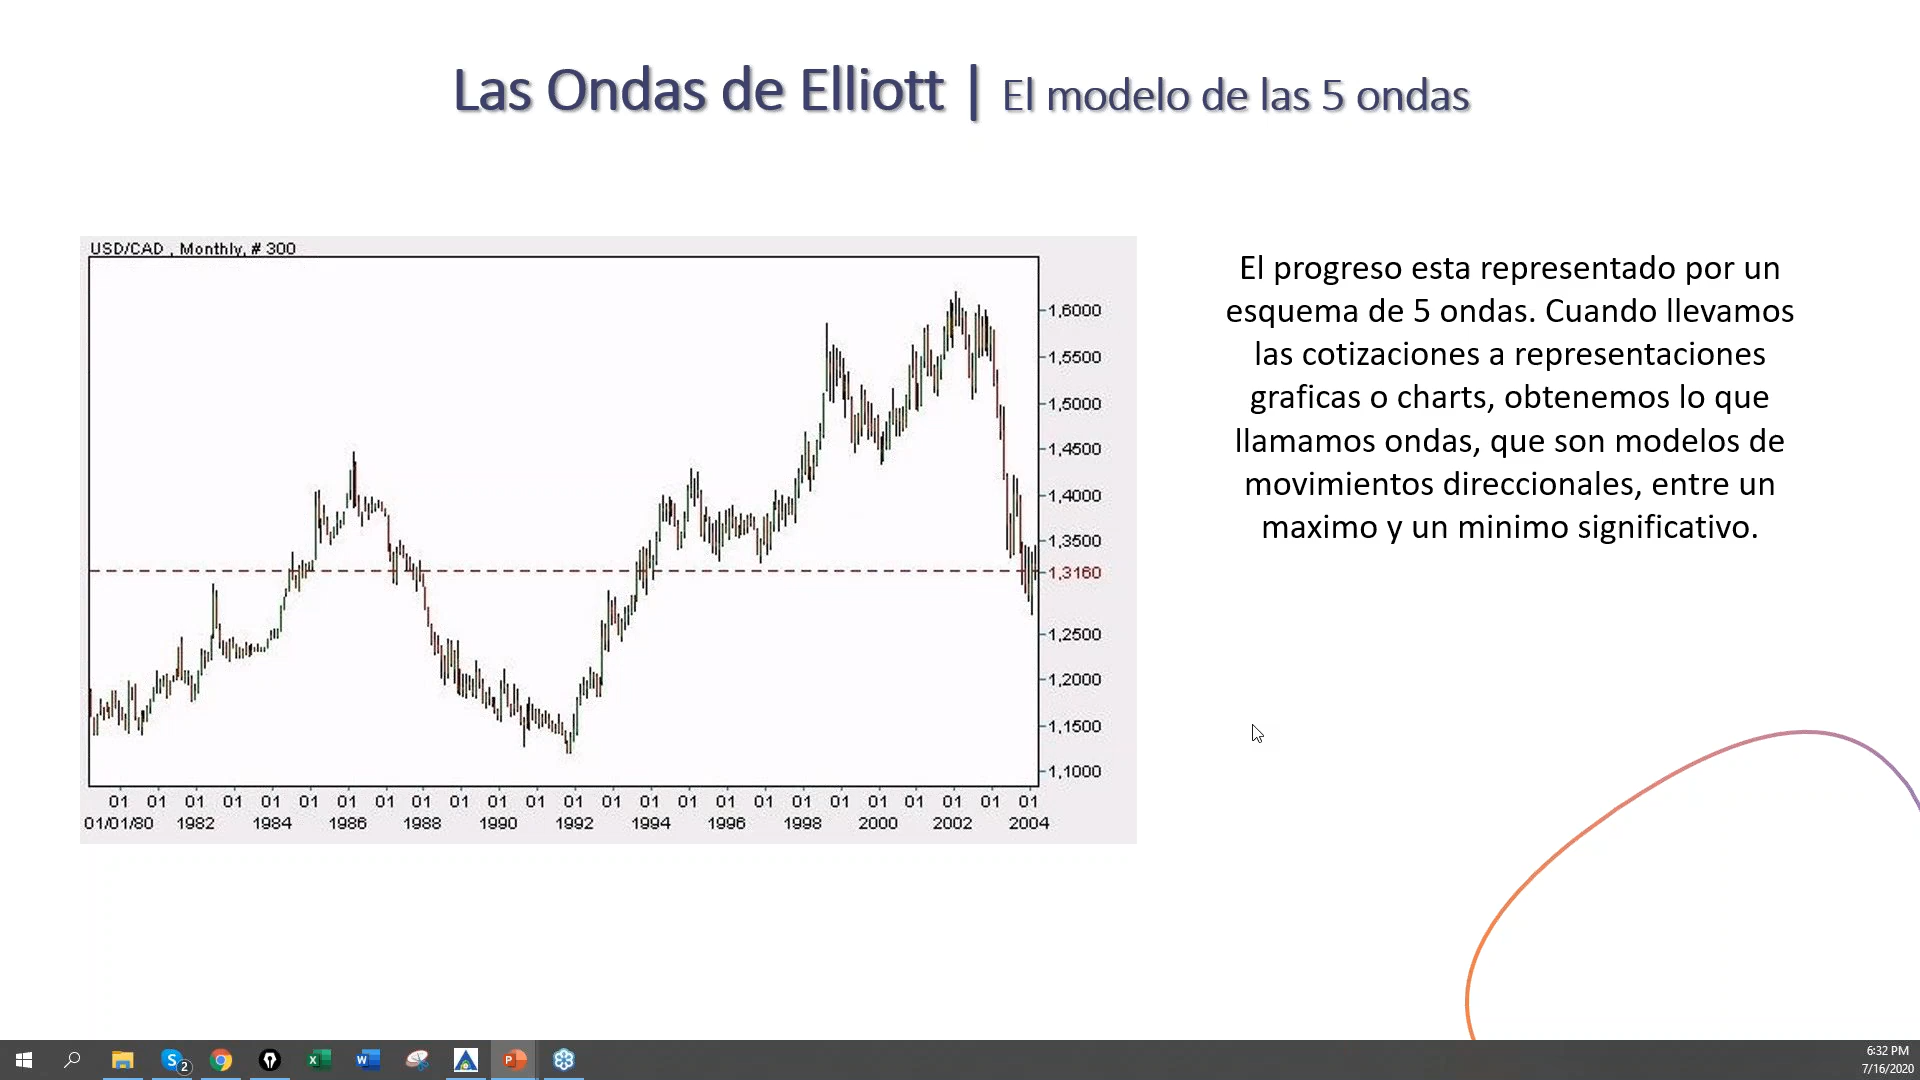 Las Ondas de Elliott | El modelo de las 5 ondas
USD/CAD , Monthly, # 300
El progreso esta representado por un
esquema de 5 ondas. Cuando llevamos
las cotizaciones a representaciones
graficas o charts, obtenemos lo que
llamamos ondas, que son modelos de
movimientos direccionales, entre un
maximo y un minimo significativo.
1,6000
1,5500
1,5000
1,4500
1,4000
1,3500
1,3160
1,2500
1,2000
1,1500
1,1000
01 01 01 01 01 01 01 01 01 01 01 01 01 01 01 01 01 01 01 01 01 01 01 01 01
01/01/80 1982 1984 1986 1988 1990 1992 1994 1996 1998 2000 2002 2004
2
6:32 PM
7/16/2020